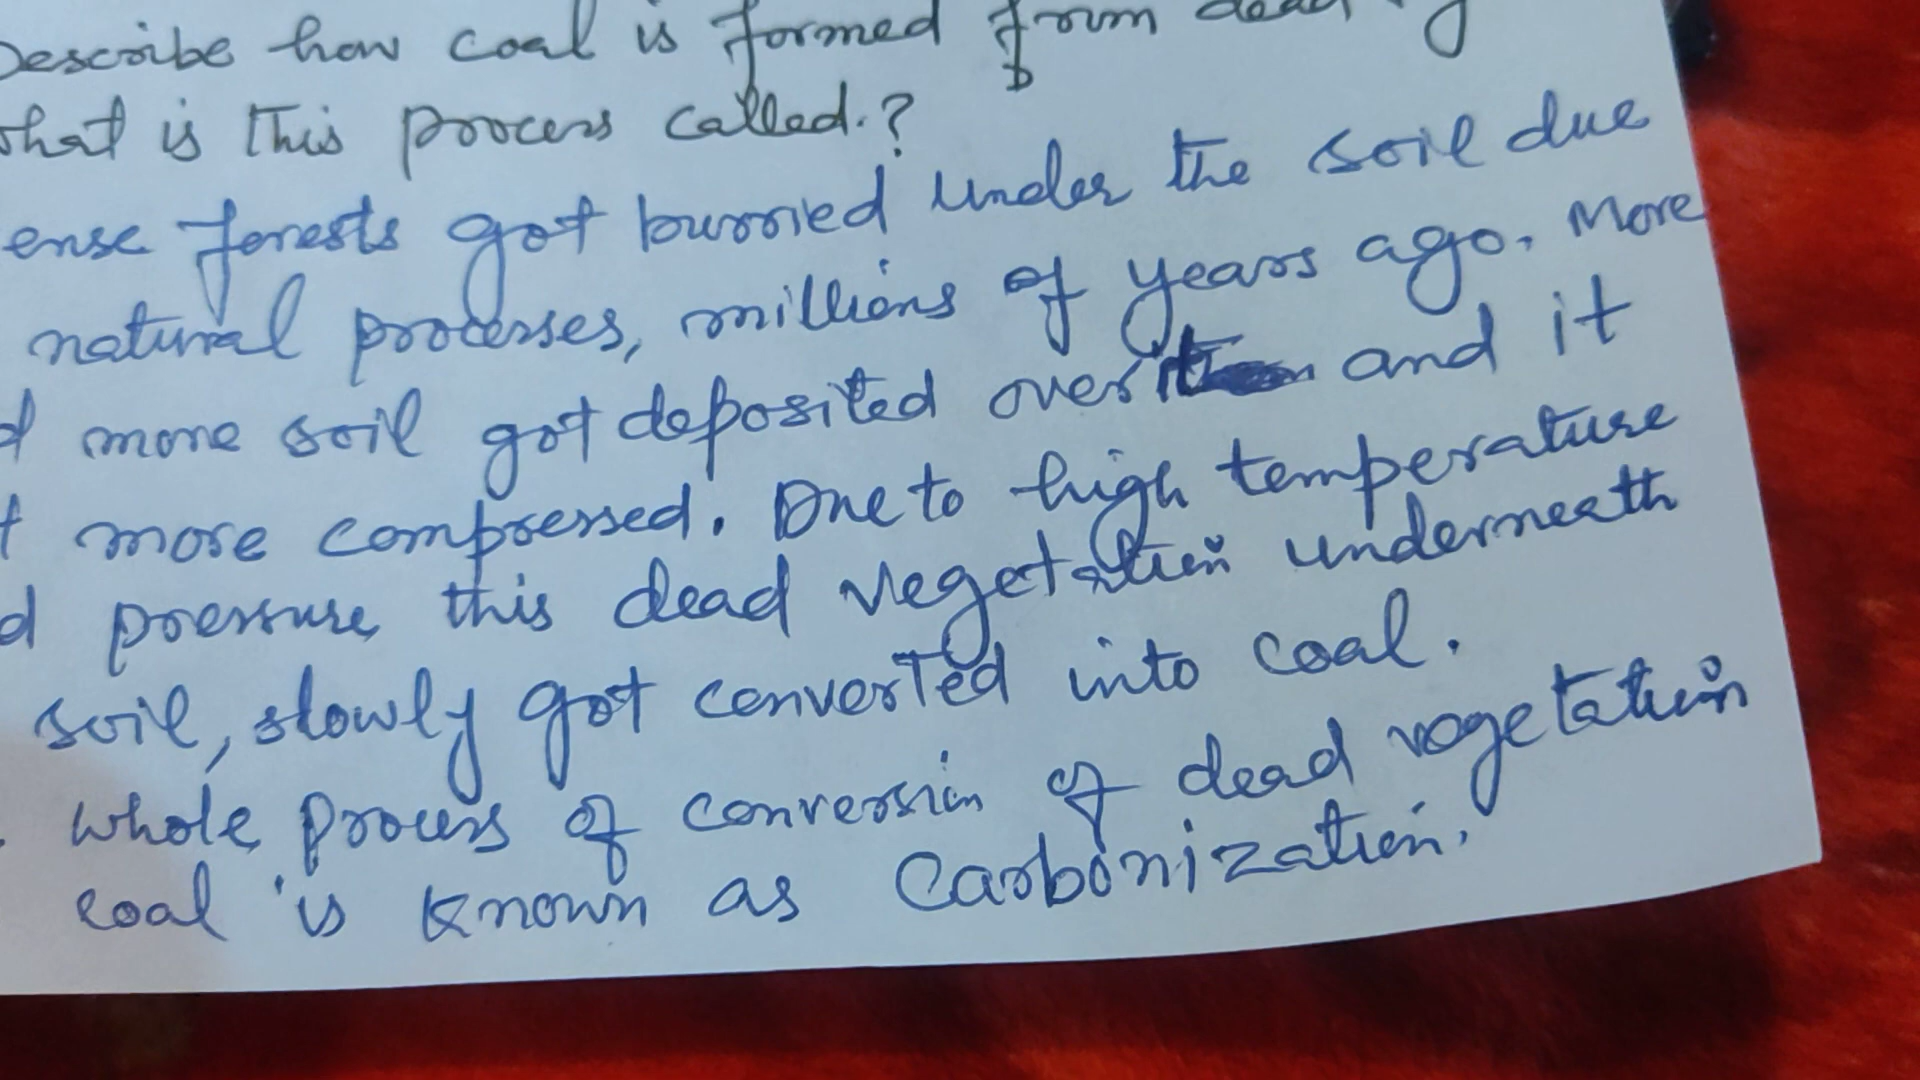 Describe how coal is formed from dead
what is this process called.?
ense forests got burried under the soil due
natural processes, millions of years ago. More
d more soil got deposited over it and it
t more compressed. Due to high temperature
d pressure, this dead vegetation underneath
soil, slowly got converted into coal.
. whole process of conversion of dead vegetation
coal is known as Carbonization.